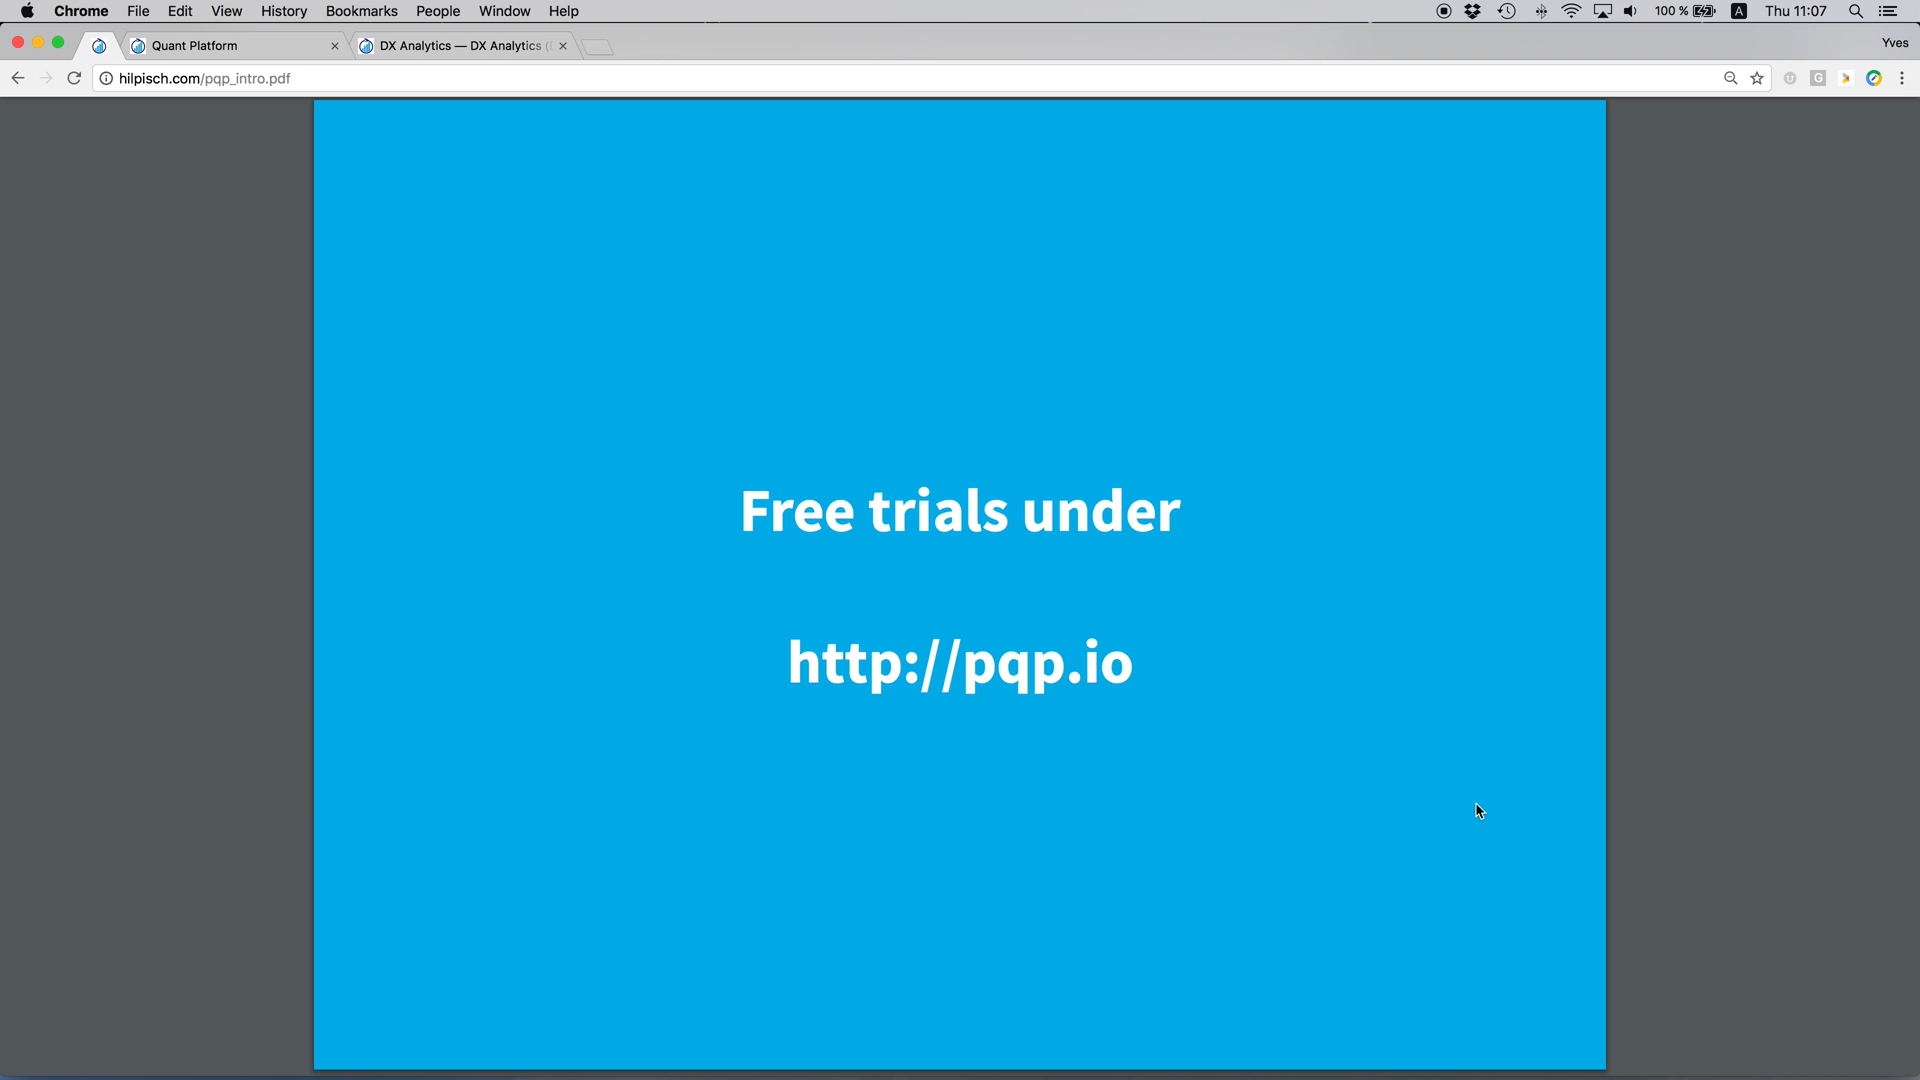 Chrome File Edit View History Bookmarks People Window Help 100 % A Thu 11:07
Quant Platform DX Analytics — DX Analytics ( Yves
hilpisch.com/pqp_intro.pdf G
Free trials under
http://pqp.io